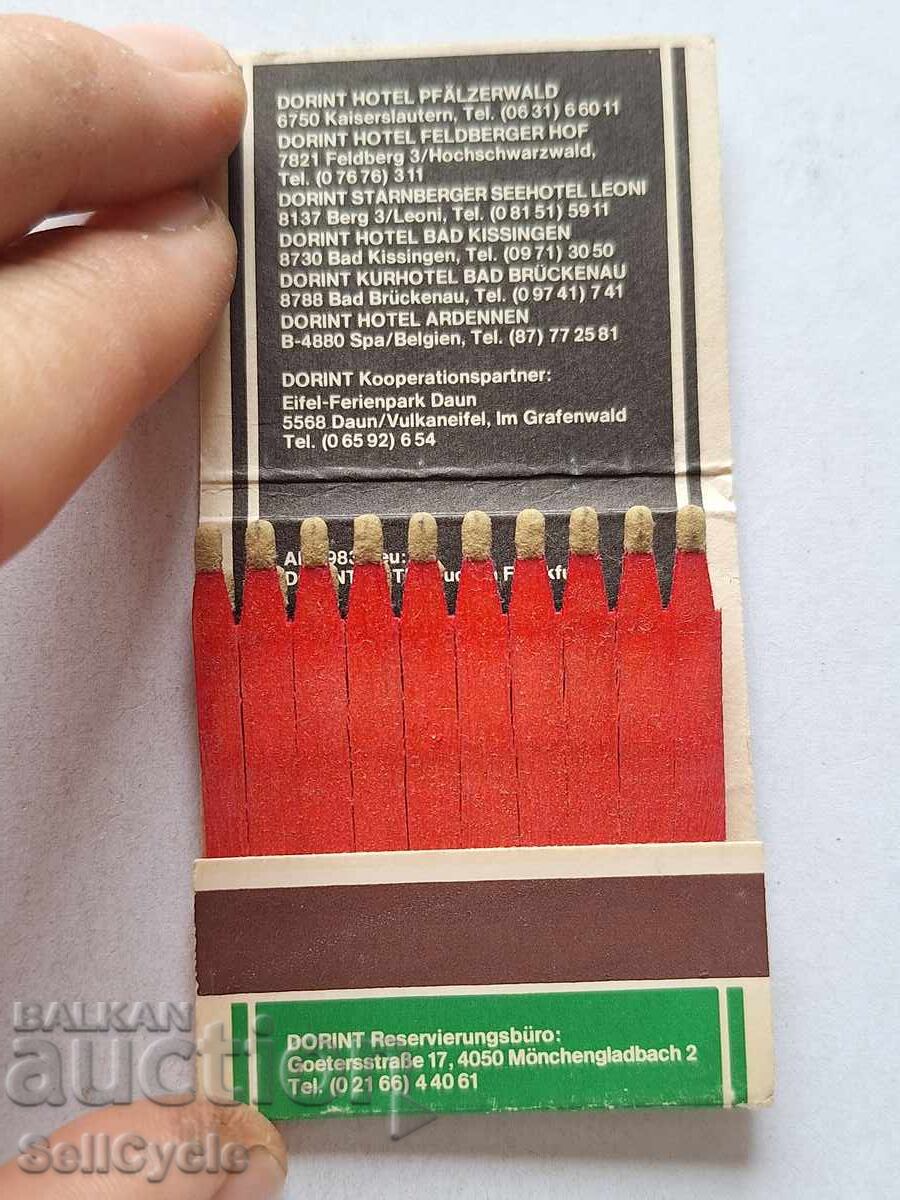 DORINT HOTEL PFÄLZERWALD
6750 Kaiserslautern, Tel. (06 31) 6 60 11
DORINT HOTEL FELDBERGER HOF
7821 Feldberg 3/Hochschwarzwald,
Tel. (0 76 76) 3 11
DORINT STARNBERGER SEEHOTEL LEONI
8137 Berg 3/Leoni, Tel. (0 81 51) 59 11
DORINT HOTEL BAD KISSINGEN
8730 Bad Kissingen, Tel. (09 71) 30 50
DORINT KURHOTEL BAD BRÜCKENAU
8788 Bad Brückenau, Tel. (0 97 41) 7 41
DORINT HOTEL ARDENNEN
B-4880 Spa/Belgien, Tel. (87) 77 25 81
DORINT Kooperationspartner:
Eifel-Ferienpark Daun
5568 Daun/Vulkaneifel, Im Grafenwald
Tel. (0 65 92) 6 54
DORINT Reservierungsbüro:
Goetersstraße 17, 4050 Mönchengladbach 2
Tel. (0 21 66) 4 40 61
BALKAN
auction
SellCycle